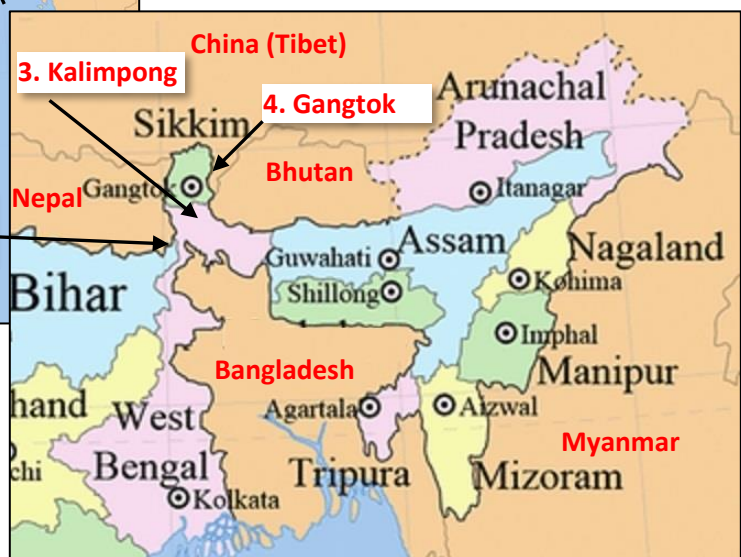 China (Tibet)
3. Kalimpong
4. Gangtok
Arunachal
Pradesh
Sikkim
Bhutan
Nepal
Gangtok
Itanagar
Guwahati
Assam
Nagaland
Shillong
Kohima
Bihar
Imphal
Bangladesh
Manipur
hand
West
Agartala
Aizwal
Myanmar
chi
Bengal
Tripura
Mizoram
Kolkata